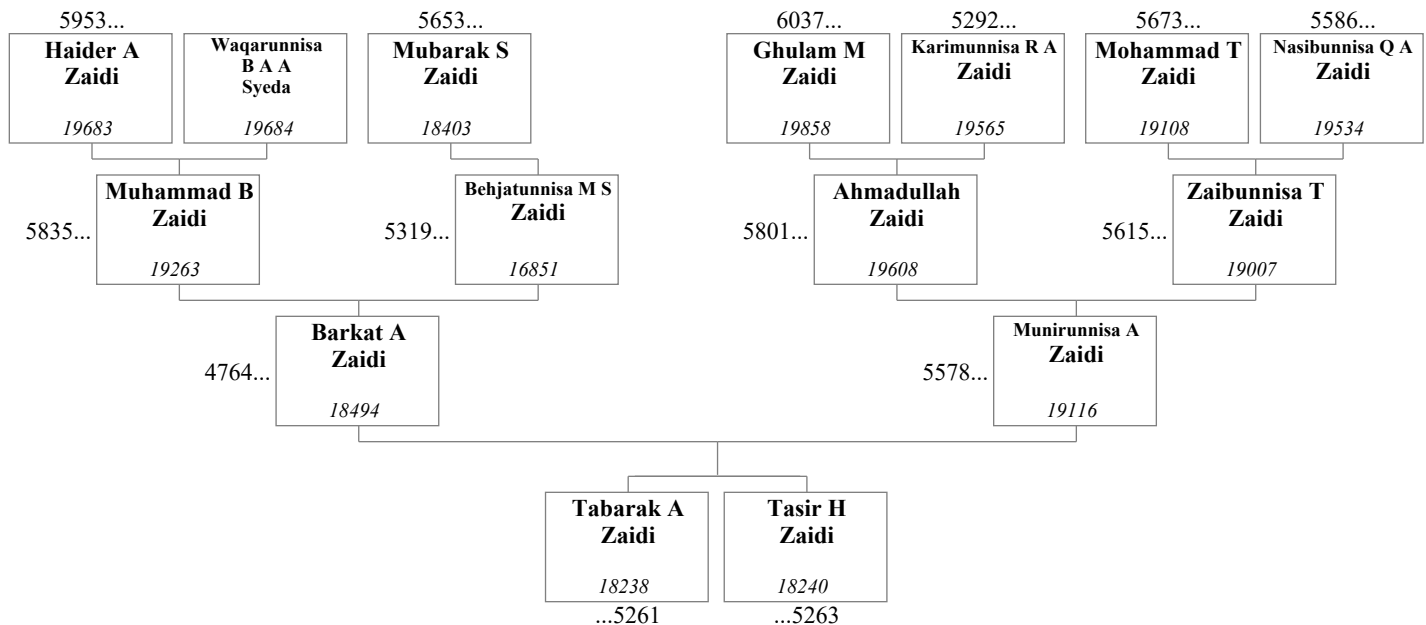 5953...
5653...
6037...
5292...
5673...
5586...
Haider A
Zaidi
19683
Waqarunnisa
B A A
Syeda
19684
Mubarak S
Zaidi
18403
Ghulam M
Zaidi
19858
Karimunnisa R A
Zaidi
19565
Mohammad T
Zaidi
19108
Nasibunnisa Q A
Zaidi
19534
5835...
Muhammad B
Zaidi
19263
5319...
Behjatunnisa M S
Zaidi
16851
5801...
Ahmadullah
Zaidi
19608
5615...
Zaibunnisa T
Zaidi
19007
4764...
Barkat A
Zaidi
18494
5578...
Munirunnisa A
Zaidi
19116
Tabarak A
Zaidi
18238
...5261
Tasir H
Zaidi
18240
...5263